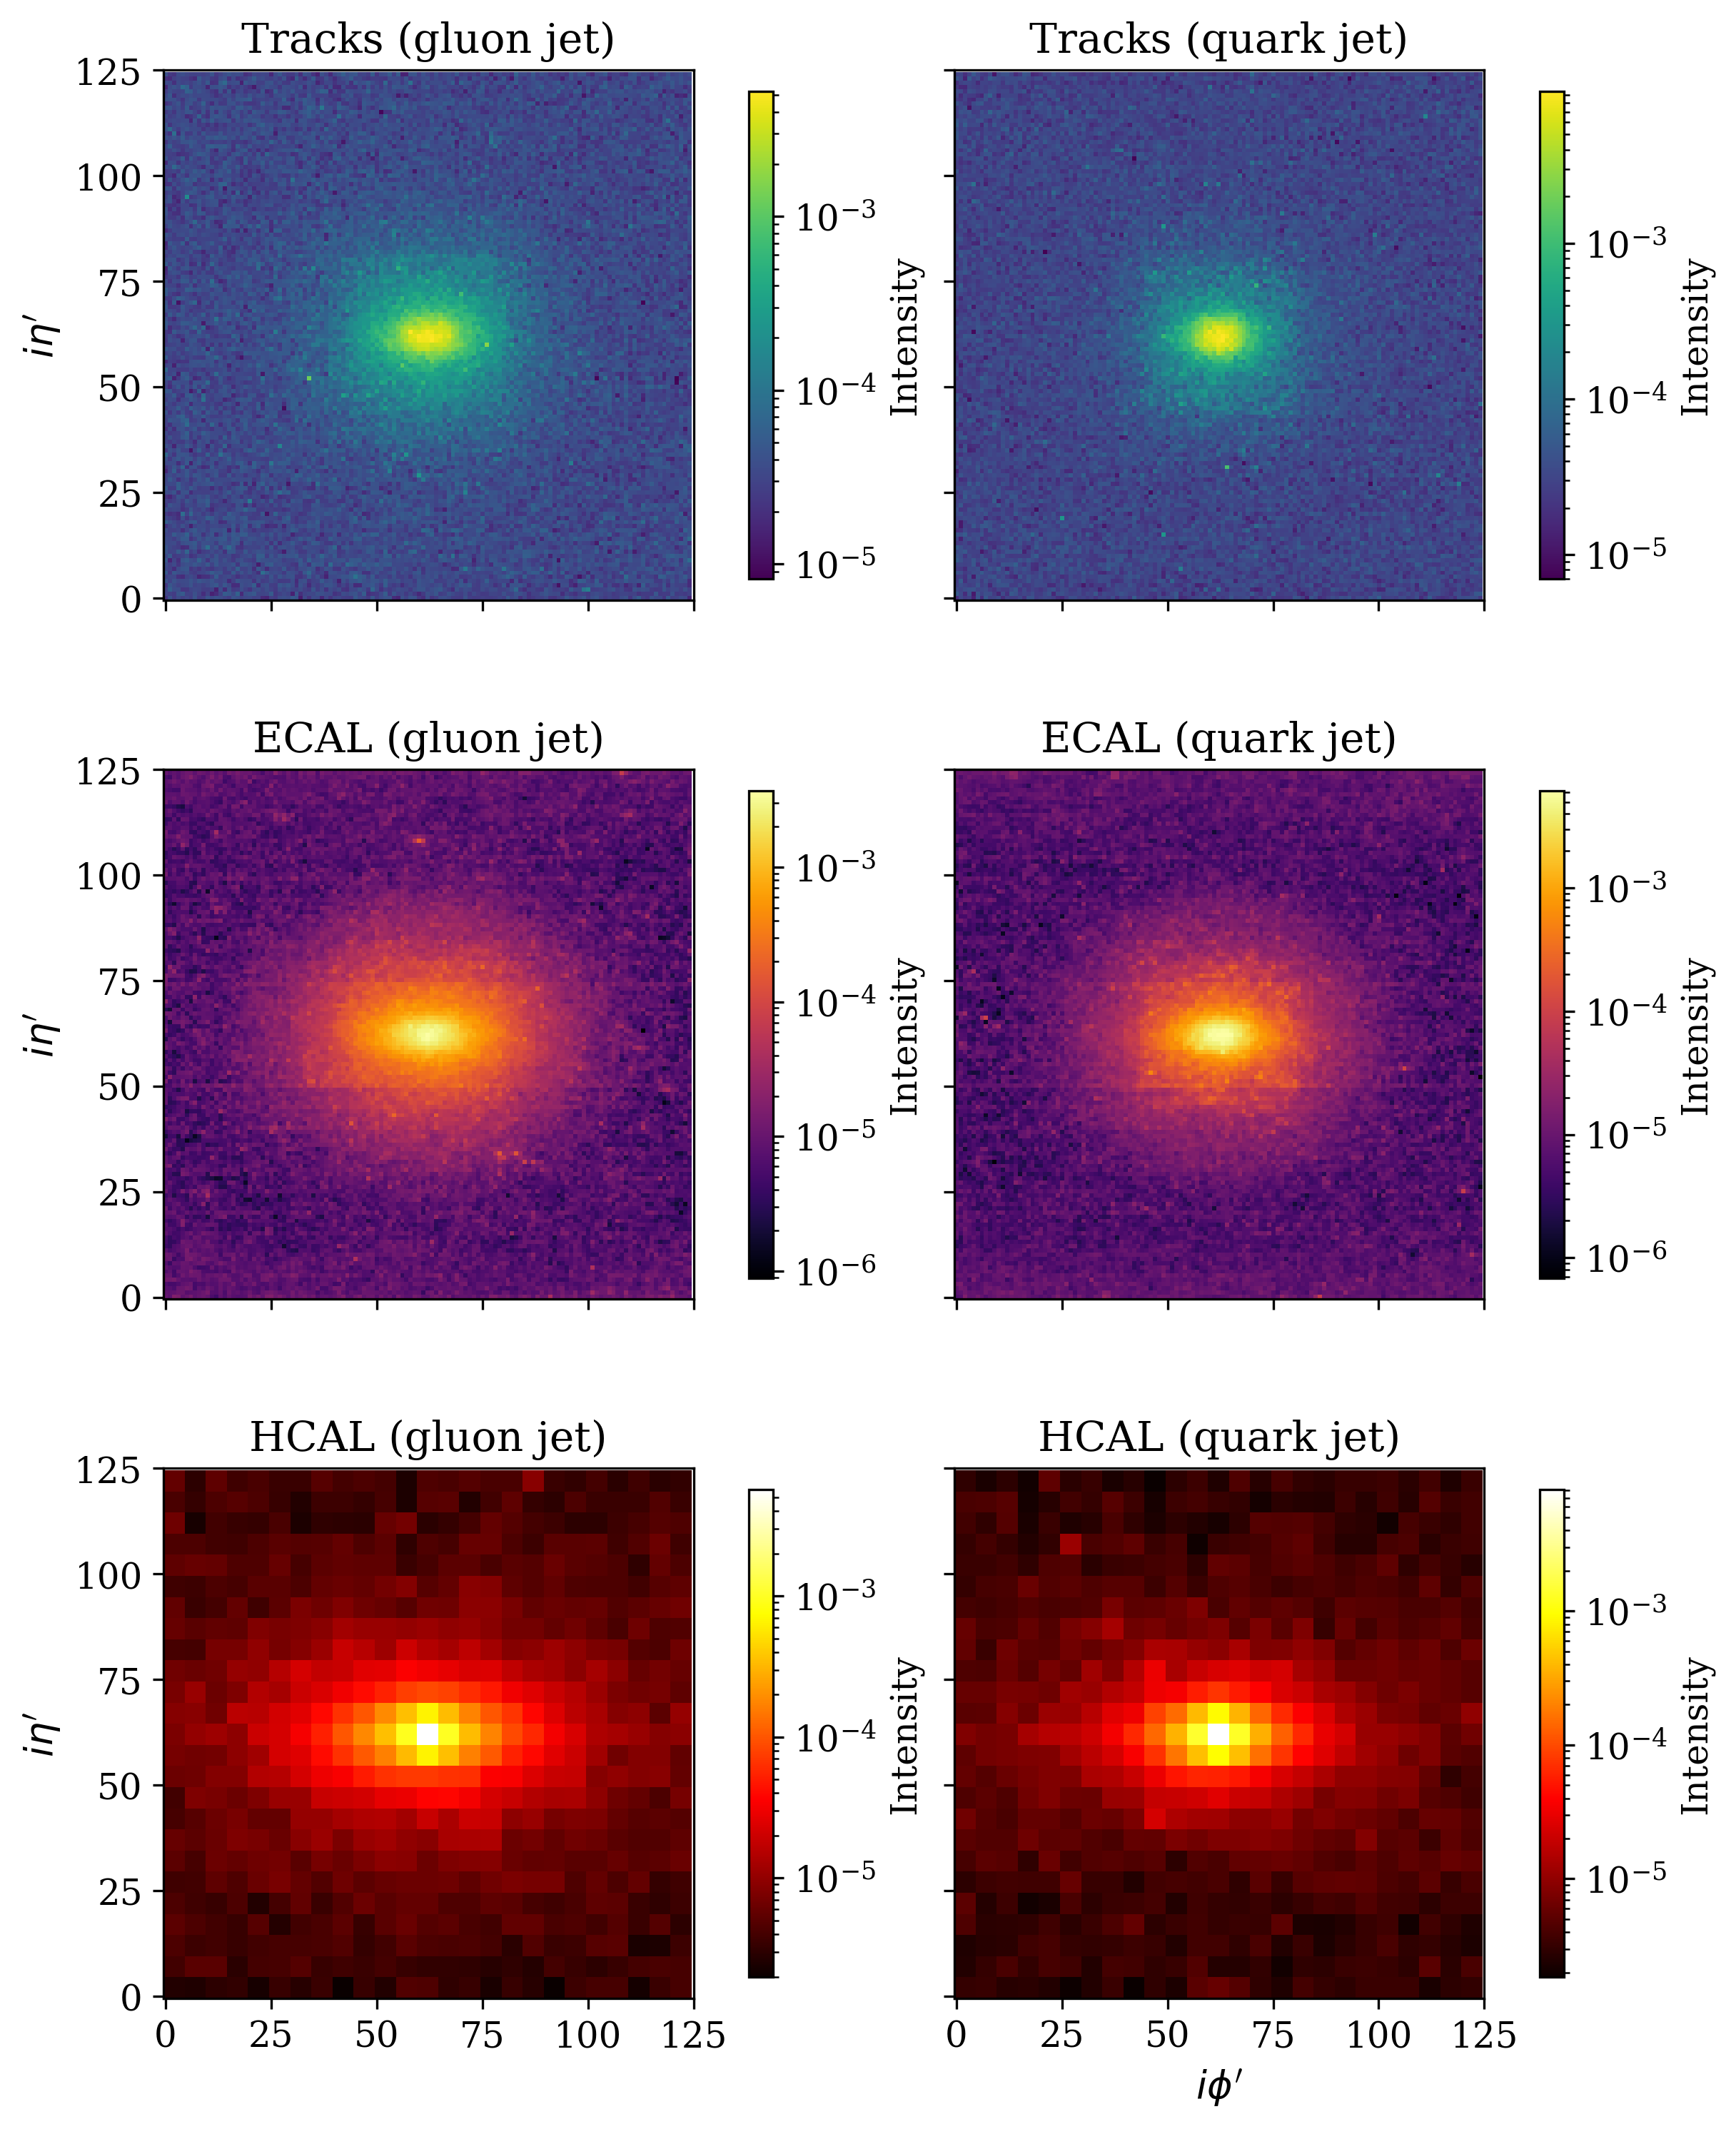 Tracks (gluon jet)
125
100
75
50
25
0
iη′
10⁻³
10⁻⁴
10⁻⁵
Intensity
Tracks (quark jet)
10⁻³
10⁻⁴
10⁻⁵
Intensity
ECAL (gluon jet)
125
100
75
50
25
0
iη′
10⁻³
10⁻⁴
10⁻⁵
10⁻⁶
Intensity
ECAL (quark jet)
10⁻³
10⁻⁴
10⁻⁵
10⁻⁶
Intensity
HCAL (gluon jet)
125
100
75
50
25
0
iη′
0 25 50 75 100 125
10⁻³
10⁻⁴
10⁻⁵
Intensity
HCAL (quark jet)
0 25 50 75 100 125
iϕ′
10⁻³
10⁻⁴
10⁻⁵
Intensity